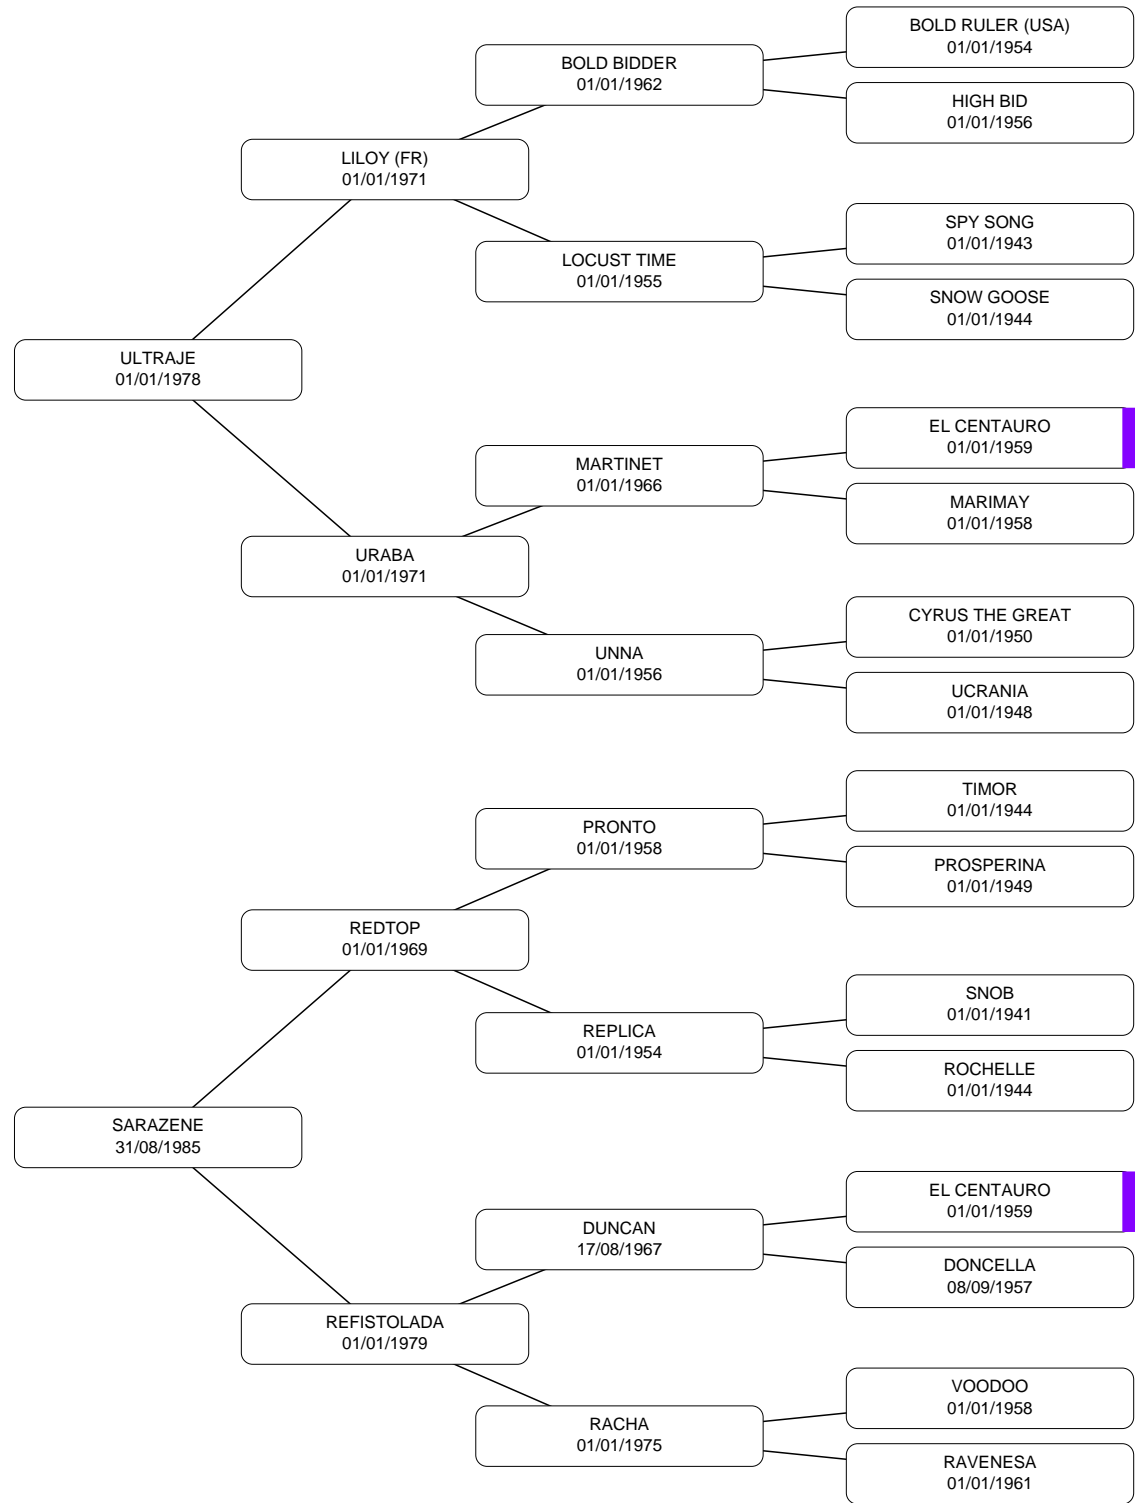 BOLD RULER (USA)
01/01/1954
BOLD BIDDER
01/01/1962
HIGH BID
01/01/1956
LILOY (FR)
01/01/1971
SPY SONG
01/01/1943
LOCUST TIME
01/01/1955
SNOW GOOSE
01/01/1944
ULTRAJE
01/01/1978
EL CENTAURO
01/01/1959
MARTINET
01/01/1966
MARIMAY
01/01/1958
URABA
01/01/1971
CYRUS THE GREAT
01/01/1950
UNNA
01/01/1956
UCRANIA
01/01/1948
TIMOR
01/01/1944
PRONTO
01/01/1958
PROSPERINA
01/01/1949
REDTOP
01/01/1969
SNOB
01/01/1941
REPLICA
01/01/1954
ROCHELLE
01/01/1944
SARAZENE
31/08/1985
EL CENTAURO
01/01/1959
DUNCAN
17/08/1967
DONCELLA
08/09/1957
REFISTOLADA
01/01/1979
VOODOO
01/01/1958
RACHA
01/01/1975
RAVENESA
01/01/1961